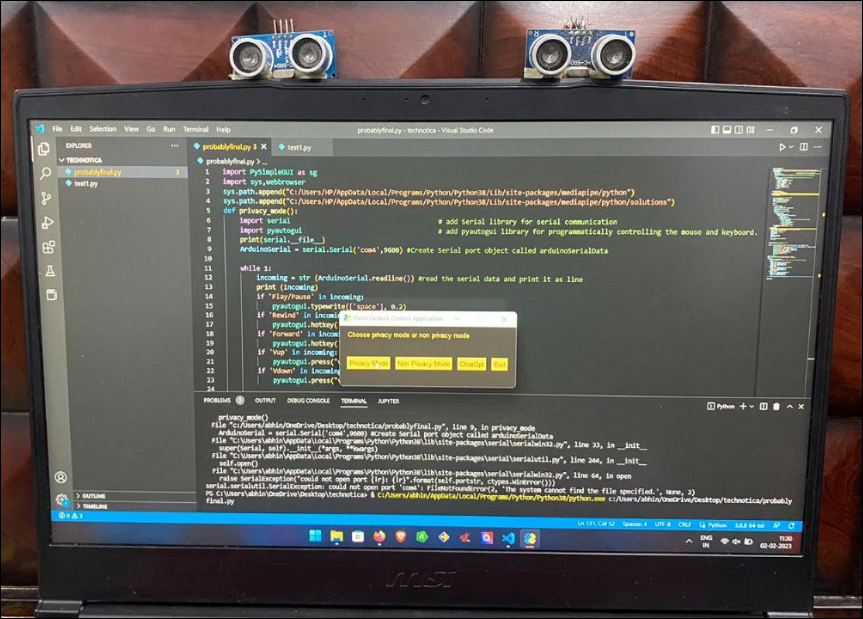 File Edit Selection View Go Run Terminal Help
probablyfinal.py - technotica - Visual Studio Code
EXPLORER
TECHNOTICA
probablyfinal.py 3
test1.py
probablyfinal.py 3
test1.py
probablyfinal.py > ...
1 import PySimpleGUI as sg
2 import sys,webbrowser
3 sys.path.append("C:/Users/HP/AppData/Local/Programs/Python/Python38/Lib/site-packages/mediapipe/python")
4 sys.path.append("C:/Users/HP/AppData/Local/Programs/Python/Python38/Lib/site-packages/mediapipe/python/solutions")
5 def privacy_mode():
6 import serial # add Serial library for serial communication
7 import pyautogui # add pyautogui library for programmatically controlling the mouse and keyboard.
8 print(serial.__file__)
9 ArduinoSerial = serial.Serial('com4',9600) #Create Serial port object called arduinoSerialData
10
11 while 1:
12 incoming = str (ArduinoSerial.readline()) #read the serial data and print it as line
13 print (incoming)
14 if 'Play/Pause' in incoming:
15 pyautogui.typewrite(['space'], 0.2)
16 if 'Rewind' in incoming
17 pyautogui.hotkey(
18 if 'Forward' in incom
19 pyautogui.hotkey(
20 if 'Vup' in incoming:
21 pyautogui.press("
22 if 'Vdown' in incoming
23 pyautogui.press("
24
Hand Gesture Control Application
Choose privacy mode or non privacy mode
Privacy Mode Non Privacy Mode ChatGpt Exit
PROBLEMS 3 OUTPUT DEBUG CONSOLE TERMINAL JUPYTER
Python
privacy_mode()
File "c:/Users/abhin/OneDrive/Desktop/technotica/probablyfinal.py", line 9, in privacy_mode
ArduinoSerial = serial.Serial('com4',9600) #Create Serial port object called arduinoSerialData
File "C:\Users\abhin\AppData\Local\Programs\Python\Python38\lib\site-packages\serial\serialwin32.py", line 33, in __init__
super(Serial, self).__init__(*args, **kwargs)
File "C:\Users\abhin\AppData\Local\Programs\Python\Python38\lib\site-packages\serial\serialutil.py", line 244, in __init__
self.open()
File "C:\Users\abhin\AppData\Local\Programs\Python\Python38\lib\site-packages\serial\serialwin32.py", line 64, in open
raise SerialException("could not open port {!r}: {!r}".format(self.portstr, ctypes.WinError()))
serial.serialutil.SerialException: could not open port 'com4': FileNotFoundError(2, 'The system cannot find the file specified.', None, 2)
PS C:\Users\abhin\OneDrive\Desktop\technotica> & C:/Users/abhin/AppData/Local/Programs/Python/Python38/python.exe c:/Users/abhin/OneDrive/Desktop/technotica/probably
final.py
OUTLINE
TIMELINE
0 3
Ln 131, Col 52 Spaces: 4 UTF-8 CRLF Python 3.8.8 64-bit
ENG
IN
11:30
02-02-2023
msi